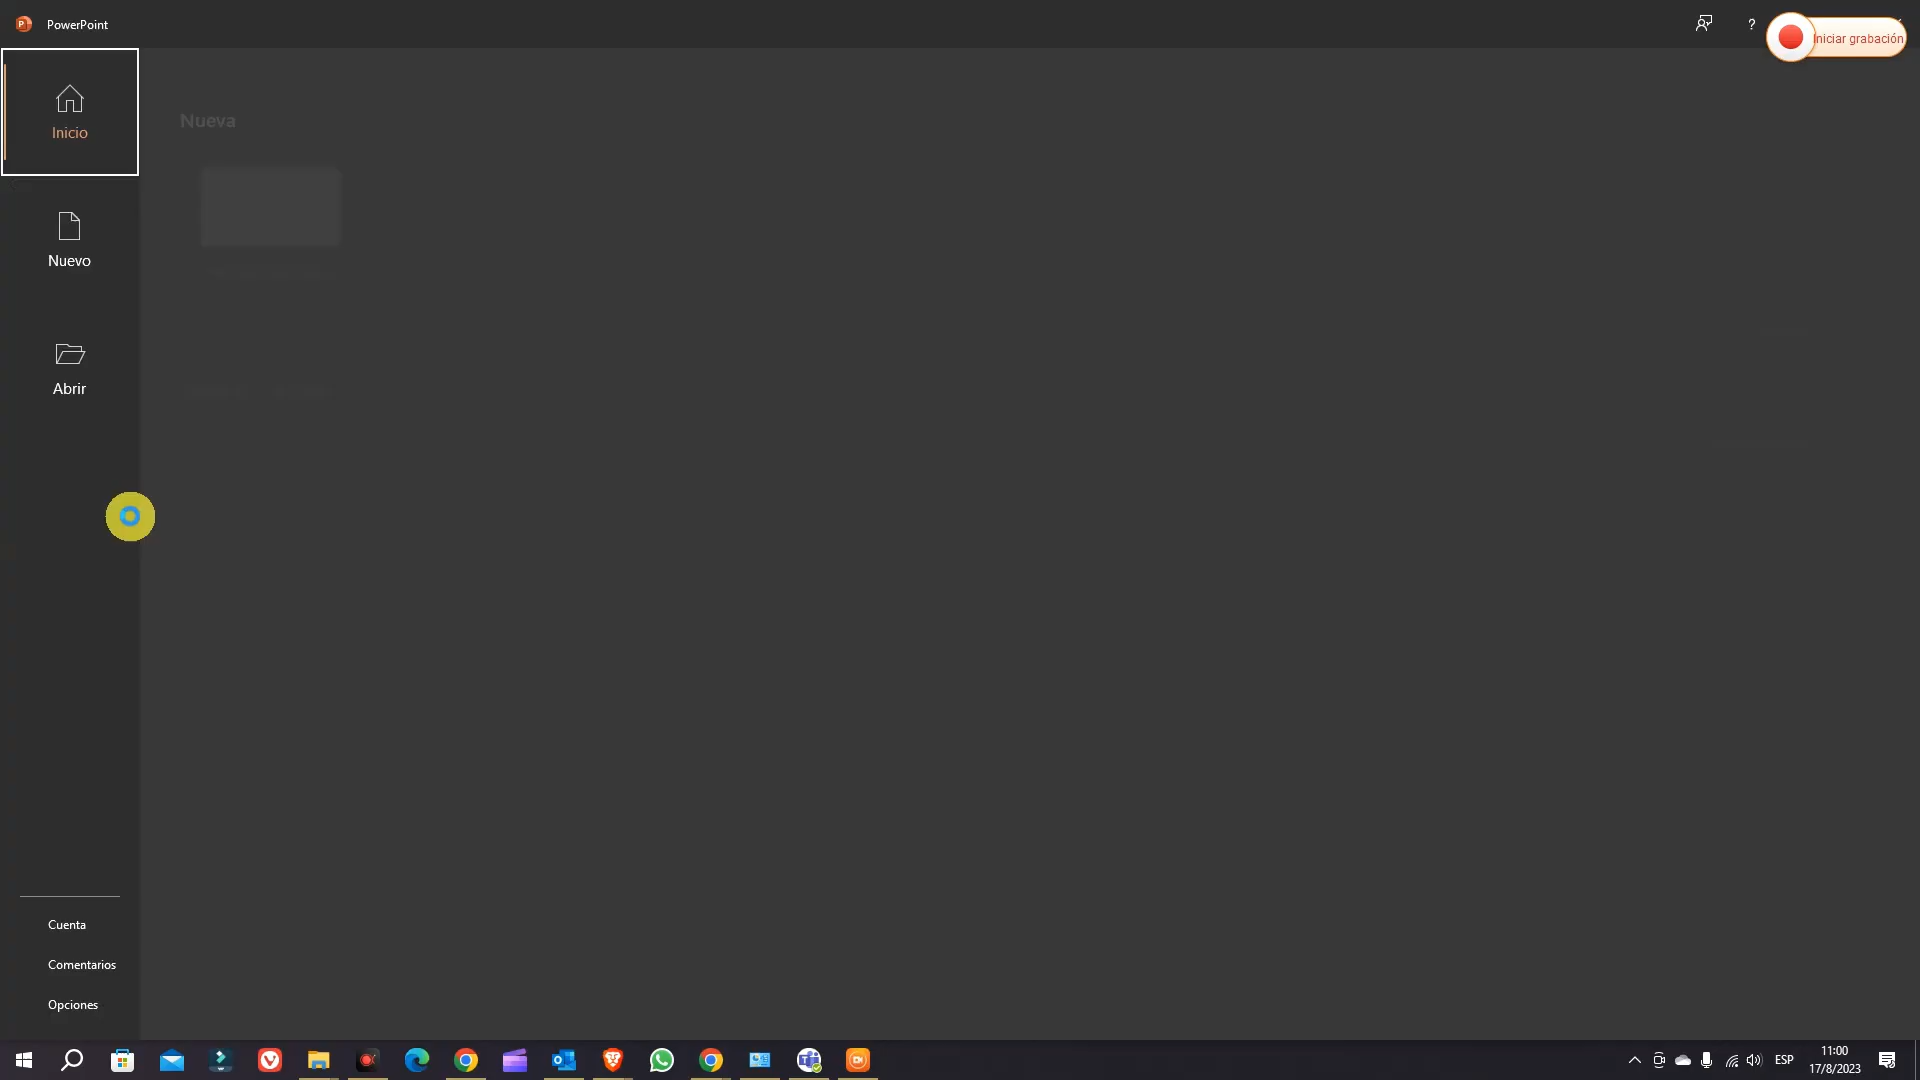 PowerPoint
?
Iniciar grabación
Inicio
Nueva
Nuevo
Abrir
Cuenta
Comentarios
Opciones
ESP
11:00
17/8/2023